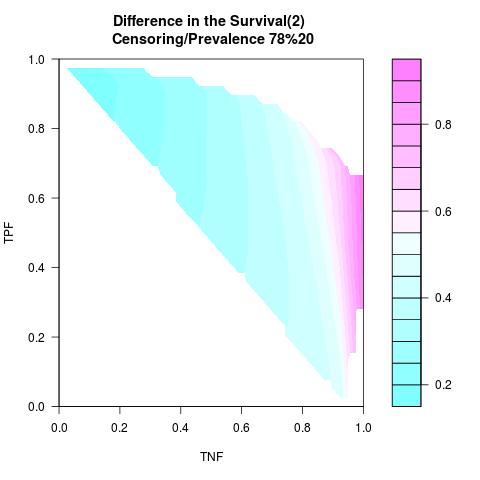 Difference in the Survival(2)
Censoring/Prevalence 78%20
TPF
1.0
0.8
0.6
0.4
0.2
0.0
0.0 0.2 0.4 0.6 0.8 1.0
TNF
0.8
0.6
0.4
0.2